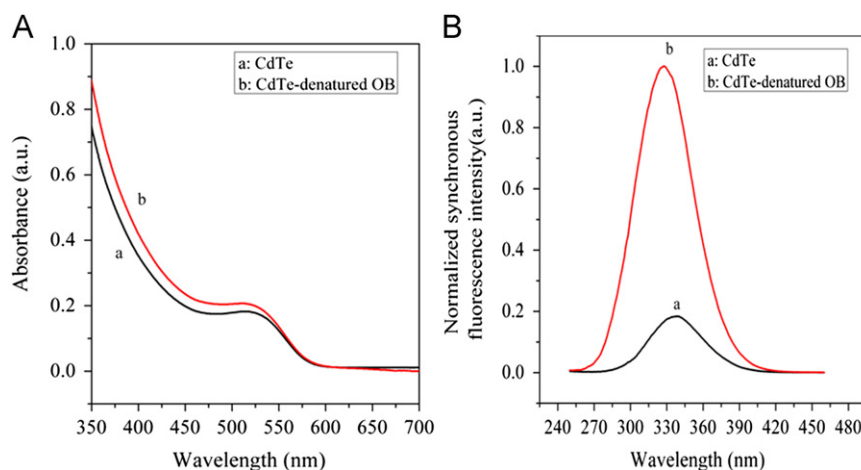 A
1.0
0.8
0.6
0.4
0.2
0.0
Absorbance (a.u.)
a: CdTe
b: CdTe-denatured OB
b
a
350 400 450 500 550 600 650 700
Wavelength (nm)
B
1.0
0.8
0.6
0.4
0.2
0.0
Normalized synchronous
fluorescence intensity(a.u.)
b
a: CdTe
b: CdTe-denatured OB
a
240 270 300 330 360 390 420 450 480
Wavelength (nm)